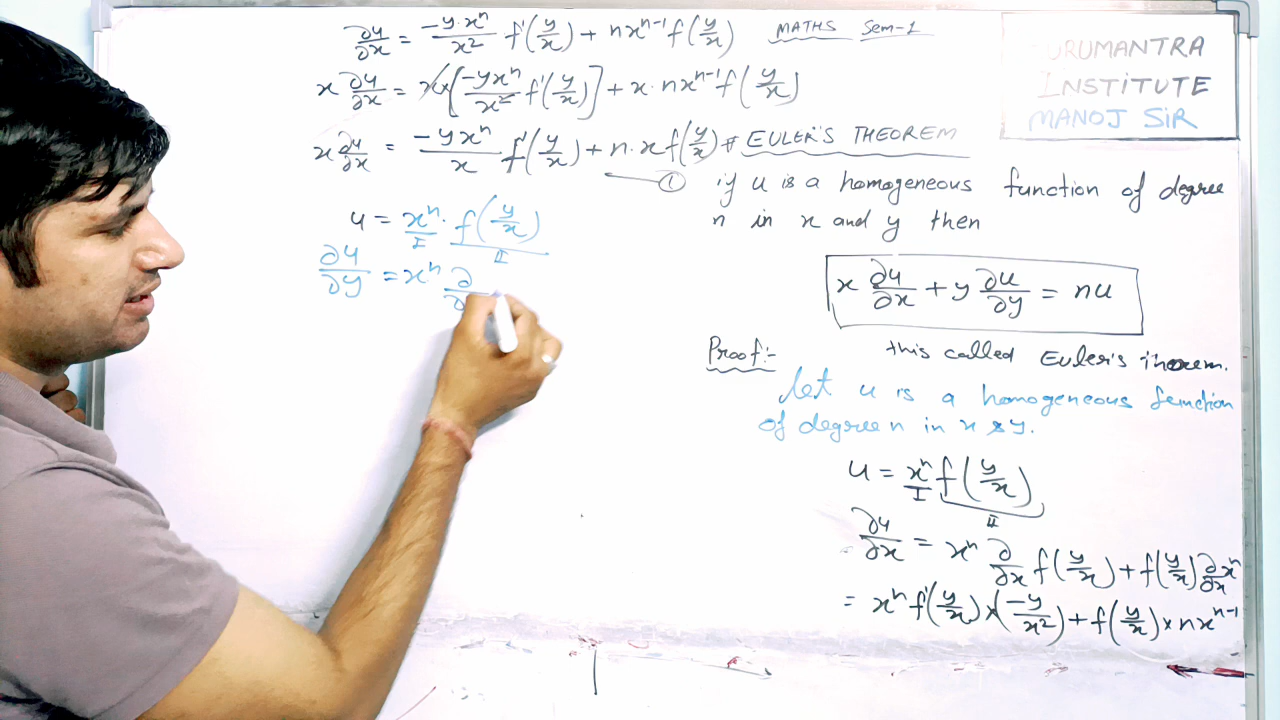 MATHS Sem-1
URUMANTRA
INSTITUTE
MANOJ SIR
* EULER'S THEOREM
if u is a homogeneous function of degree
n in x and y then
x ∂u/∂x + y ∂u/∂y = nu
this called Euler's Theorem.
Proof:-
Let u is a homogeneous function
of degree n in x & y.
u = xⁿ f(y/x)
I II
∂u/∂x = xⁿ ∂/∂x f(y/x) + f(y/x) ∂/∂x xⁿ
= xⁿ f'(y/x) × (-y/x²) + f(y/x) × nxⁿ⁻¹
∂u/∂x = -y·xⁿ/x² f'(y/x) + nxⁿ⁻¹ f(y/x)
x ∂u/∂x = x × [-yxⁿ/x² f'(y/x)] + x·nxⁿ⁻¹ f(y/x)
x ∂u/∂x = -yxⁿ/x f'(y/x) + n·x f(y/x)
①
u = xⁿ · f(y/x)
I II
∂u/∂y = xⁿ ∂